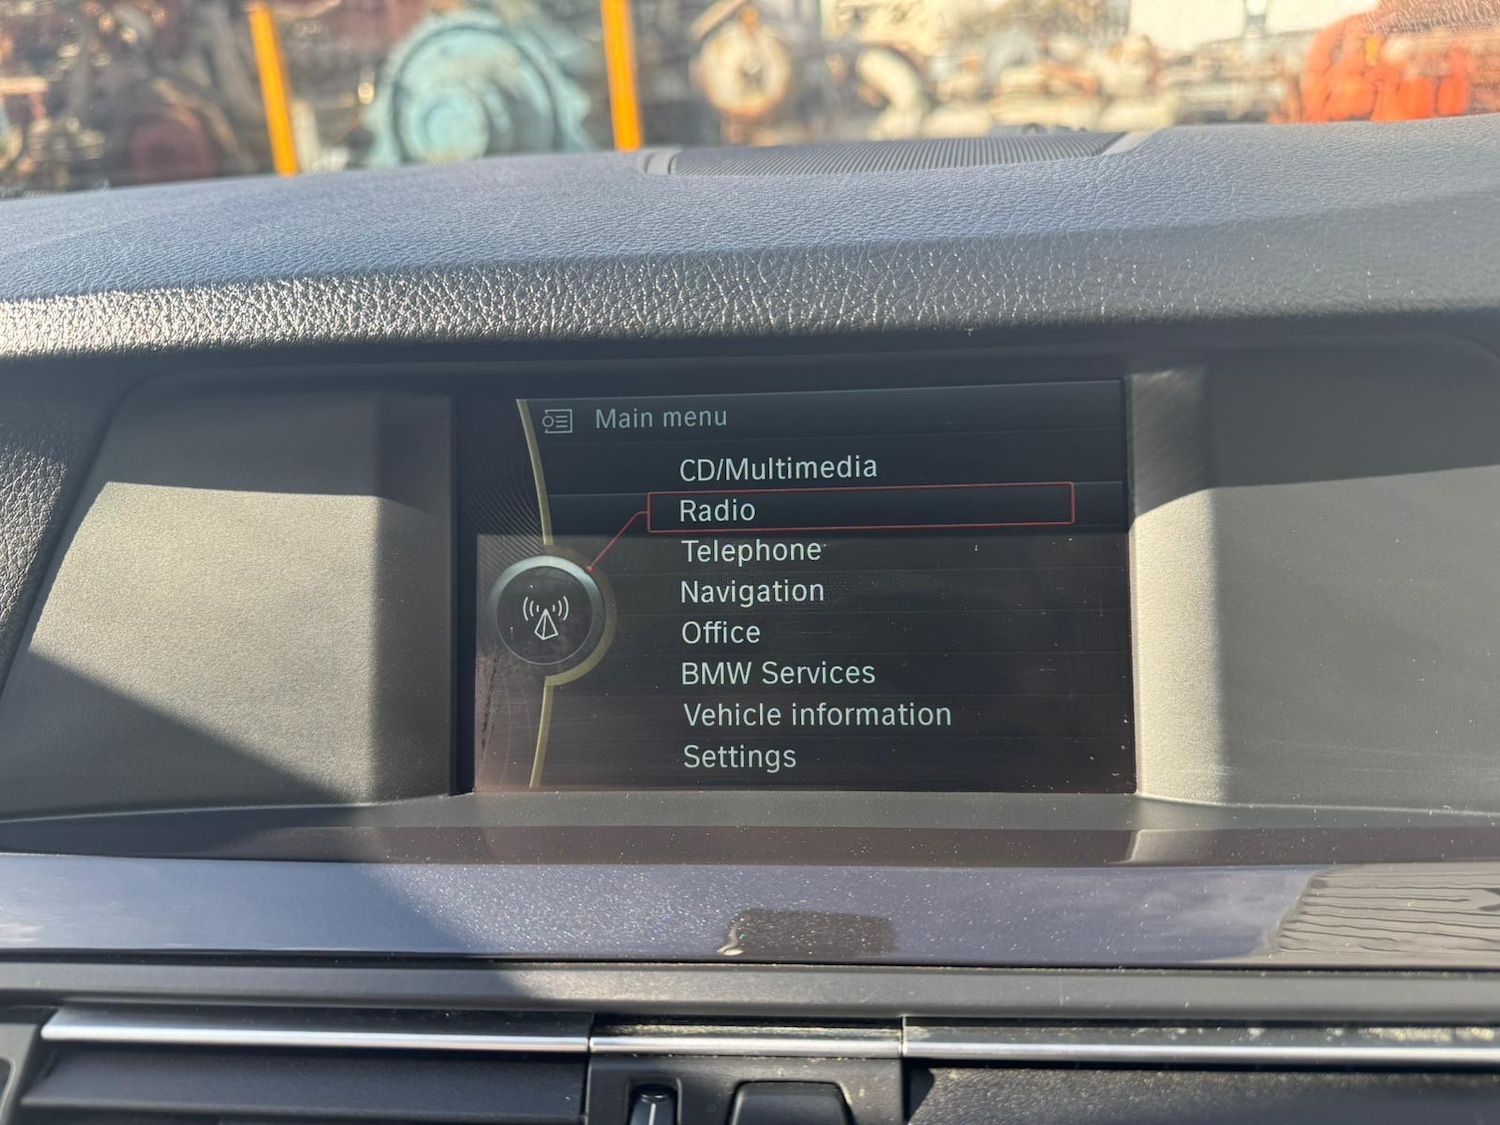 Main menu
CD/Multimedia
Radio
Telephone
Navigation
Office
BMW Services
Vehicle information
Settings